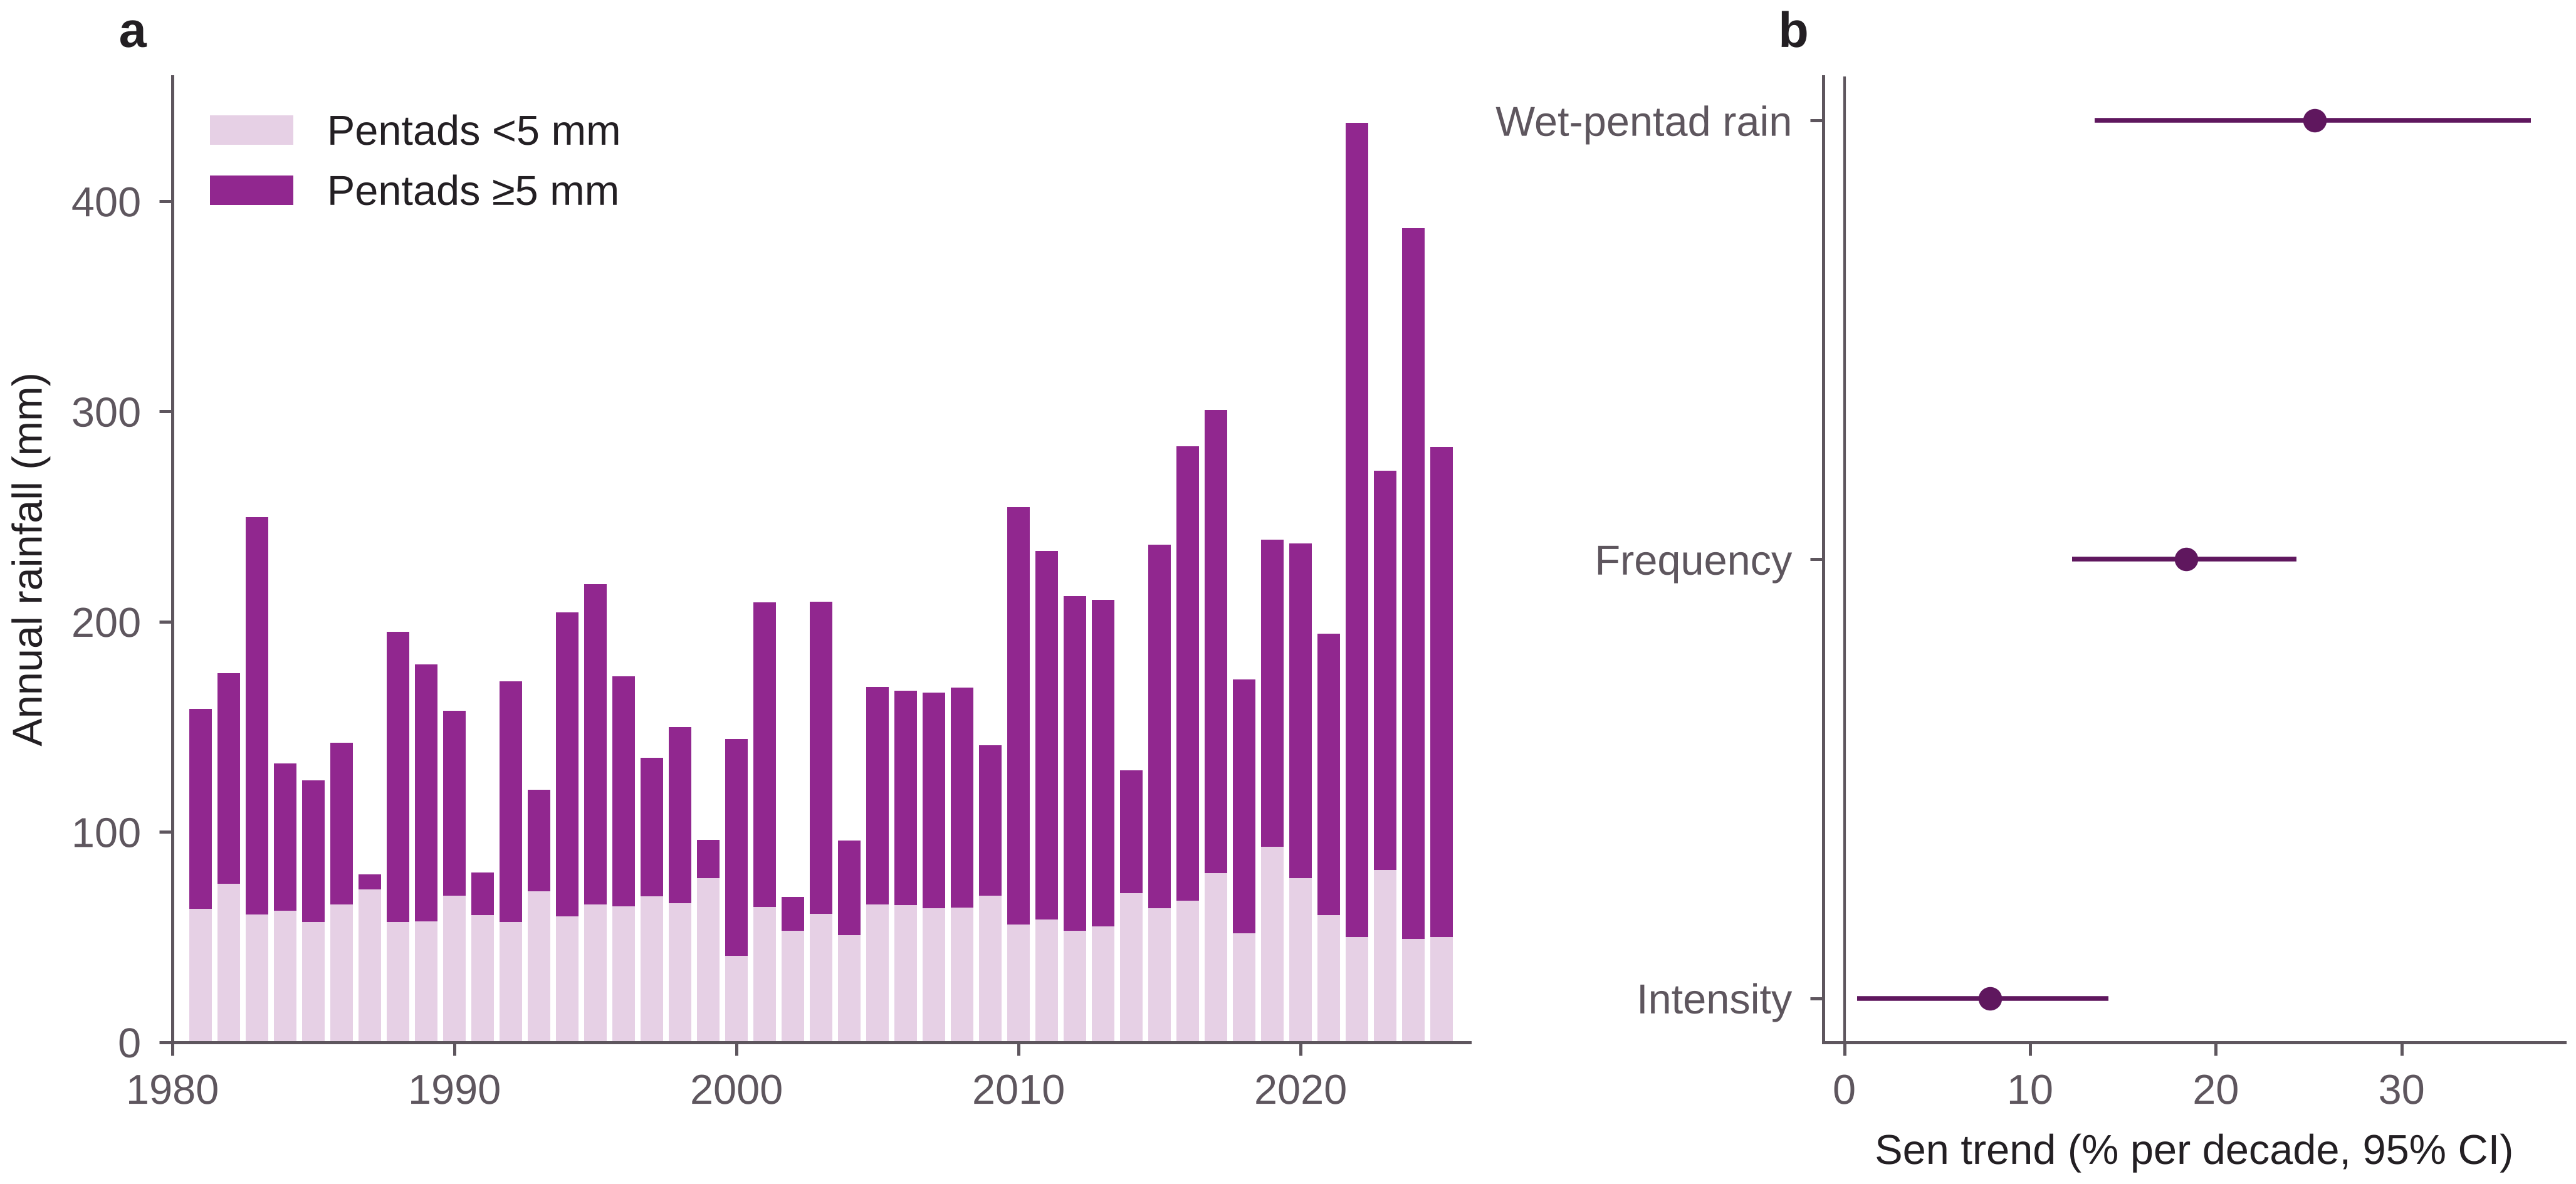 a
Pentads <5 mm
Pentads ≥5 mm
Annual rainfall (mm)
400
300
200
100
0
1980 1990 2000 2010 2020
b
Wet-pentad rain
Frequency
Intensity
0 10 20 30
Sen trend (% per decade, 95% CI)